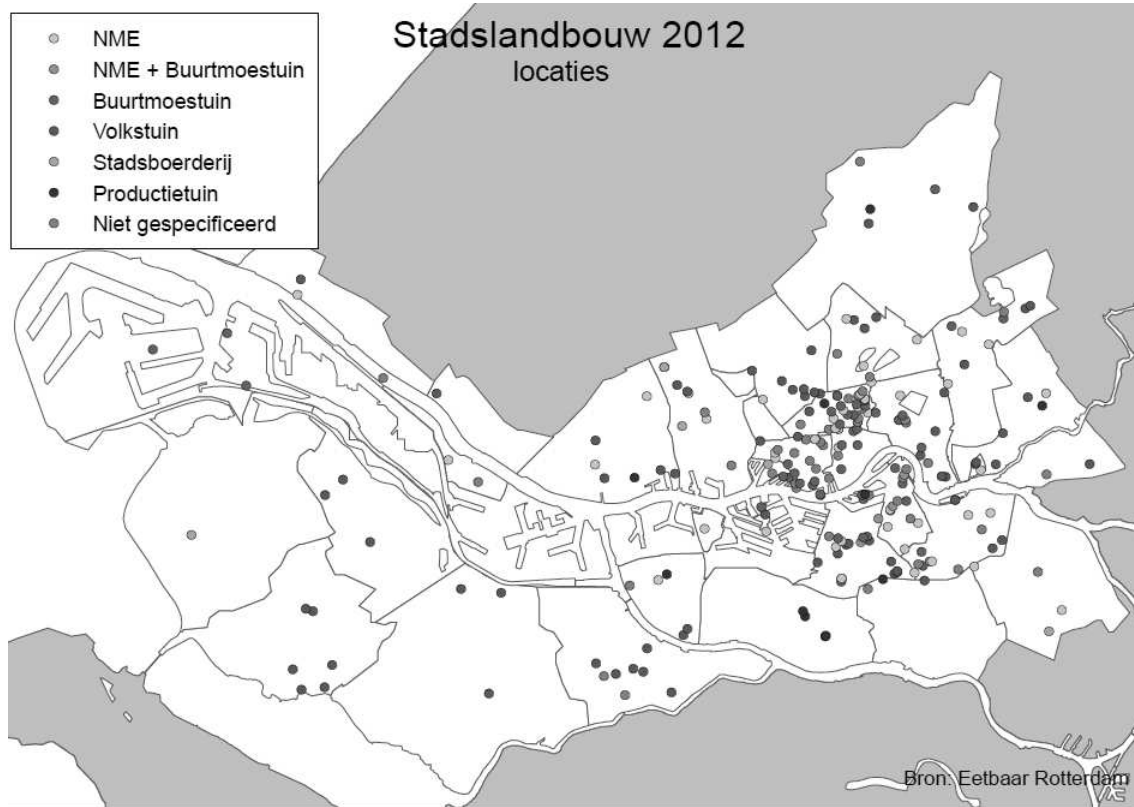 Stadslandbouw 2012
locaties
NME
NME + Buurtmoestuin
Buurtmoestuin
Volkstuin
Stadsboerderij
Productietuin
Niet gespecificeerd
Bron: Eetbaar Rotterdam